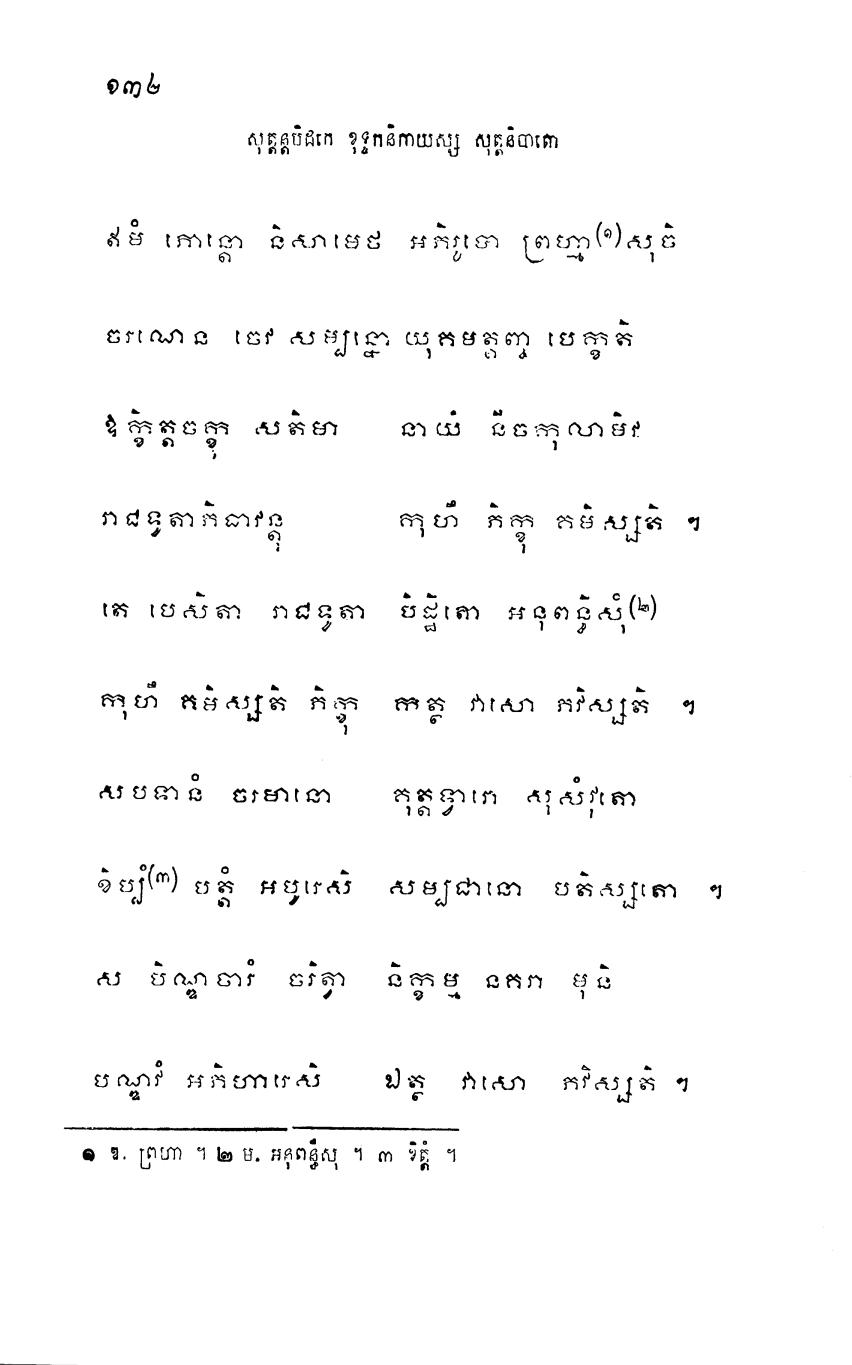 ១៣២
សុត្តន្តបិដកេ ខុទ្ទកនិកាយស្ស សុត្តនិបាតោ
ឥមំ ភោន្តោ និសាមេថ អភិរូបោ ព្រហ្មា(១)សុចិ
ចរណេន ចេវ សម្បន្នោ យុគមត្តញ្ច បេក្ខតិ
ឱក្ខិត្តចក្ខុ សតិមា នាយំ នីចកុលាមិវ
រាជទូតាភិធាវន្តុ កុហឹ ភិក្ខុ គមិស្សតិ ។
តេ បេសិតា រាជទូតា បិដ្ឋិតោ អនុពន្ធិសុំ(២)
កុហឹ គមិស្សតិ ភិក្ខុ កត្ថ វាសោ ភវិស្សតិ ។
សបទានំ ចរមានោ គុត្តទ្វារោ សុសំវុតោ
ខិប្បំ(៣) បត្តំ អបូរេសិ សម្បជានោ បតិស្សតោ ។
ស បិណ្ឌចារំ ចរិត្វា និក្ខម្ម នគរា មុនិ
បណ្ឌវំ អភិហារេសិ ឯត្ថ វាសោ ភវិស្សតិ ។
១ ឱ. ព្រហា ។ ២ ម. អនុពន្ធឹសុ ។ ៣ ខិត្តំ ។